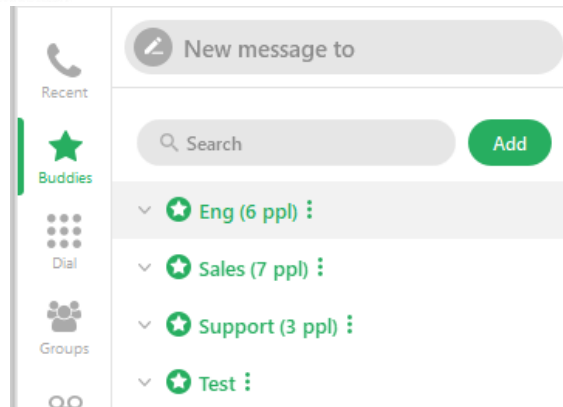 New message to
Recent
Search
Add
Buddies
Eng (6 ppl)
Dial
Sales (7 ppl)
Support (3 ppl)
Groups
Test